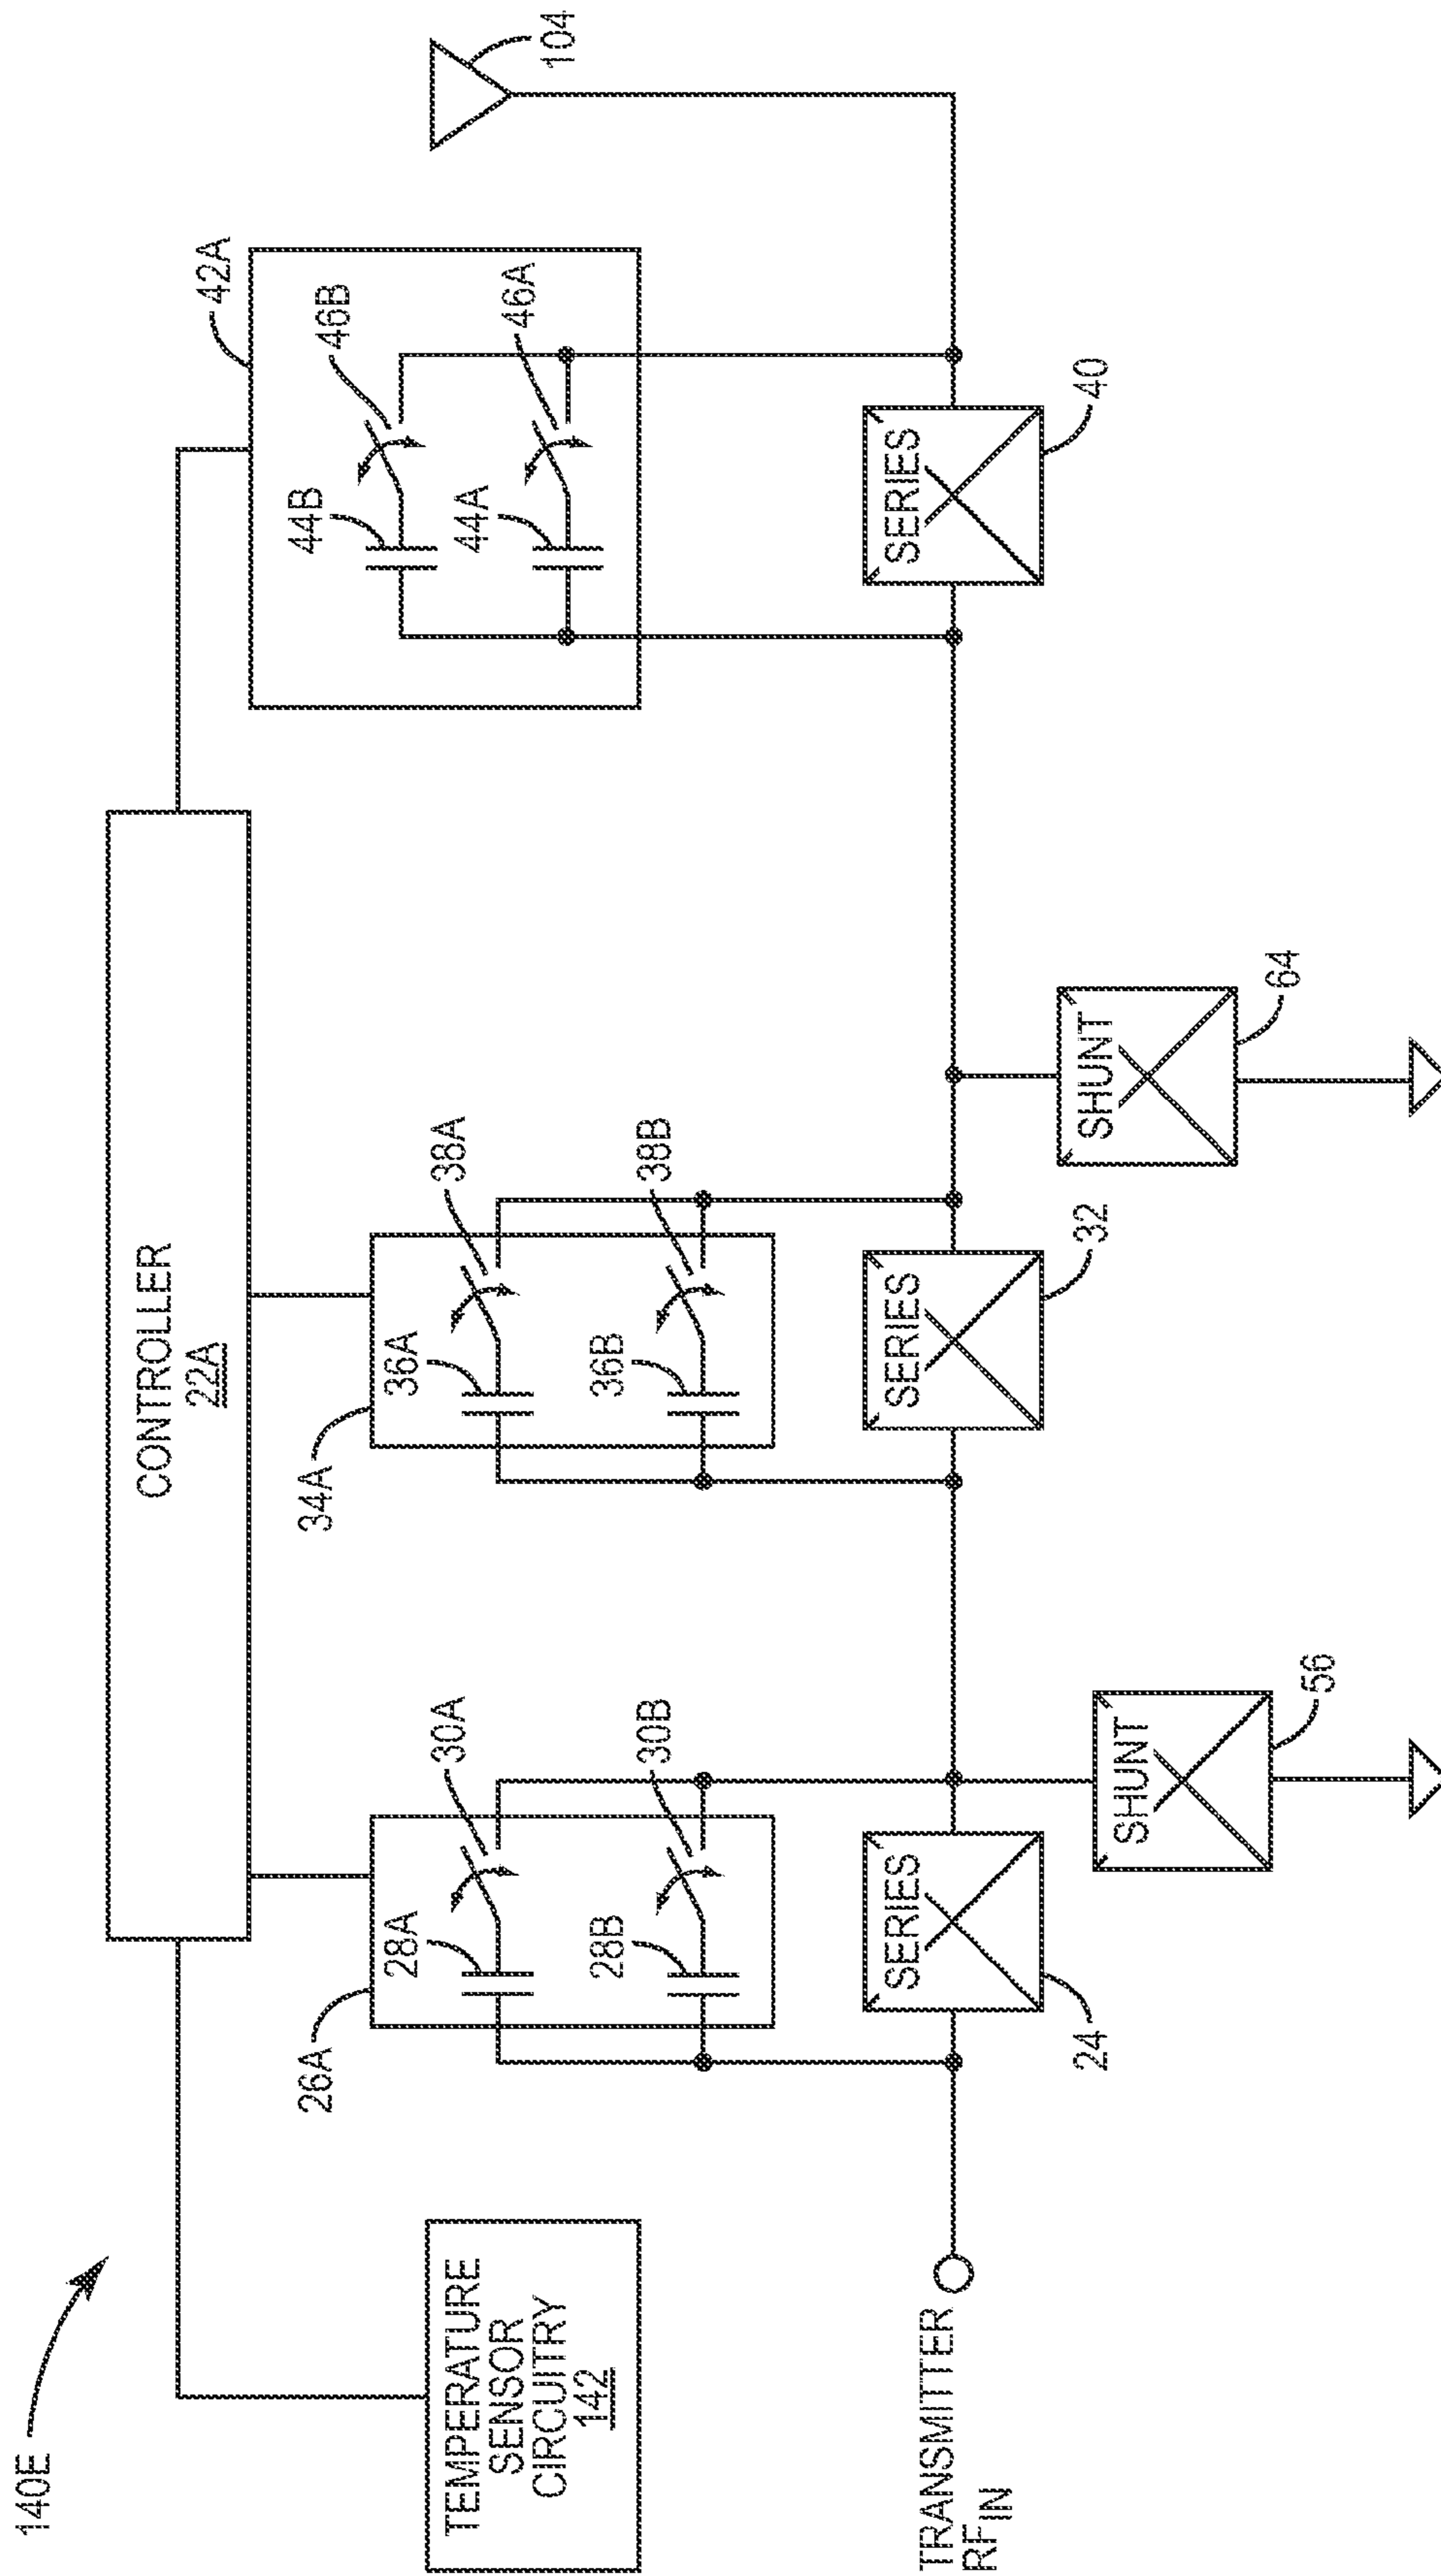 140E
CONTROLLER
22A
TEMPERATURE
SENSOR
CIRCUITRY
142
26A
28A
30A
28B
30B
34A
36A
38A
36B
38B
42A
44B
46B
44A
46A
104
TRANSMITTER
RFIN
SERIES
24
SERIES
32
SERIES
40
SHUNT
56
SHUNT
64